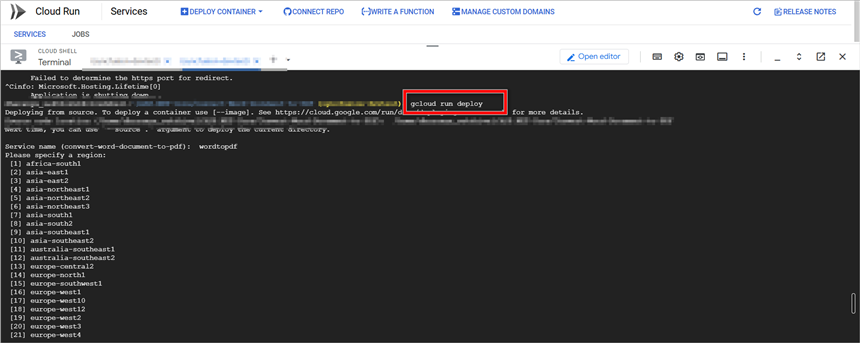 Cloud Run Services DEPLOY CONTAINER CONNECT REPO WRITE A FUNCTION MANAGE CUSTOM DOMAINS RELEASE NOTES
SERVICES JOBS
CLOUD SHELL
Terminal Open editor
Failed to determine the https port for redirect.
^Cinfo: Microsoft.Hosting.Lifetime[0]
Application is shutting down...
gcloud run deploy
Deploying from source. To deploy a container use [--image]. See https://cloud.google.com/run/d for more details.
Next time, you can use `--source .` argument to deploy the current directory.
Service name (convert-word-document-to-pdf): wordtopdf
Please specify a region:
[1] africa-south1
[2] asia-east1
[3] asia-east2
[4] asia-northeast1
[5] asia-northeast2
[6] asia-northeast3
[7] asia-south1
[8] asia-south2
[9] asia-southeast1
[10] asia-southeast2
[11] australia-southeast1
[12] australia-southeast2
[13] europe-central2
[14] europe-north1
[15] europe-southwest1
[16] europe-west1
[17] europe-west10
[18] europe-west12
[19] europe-west2
[20] europe-west3
[21] europe-west4